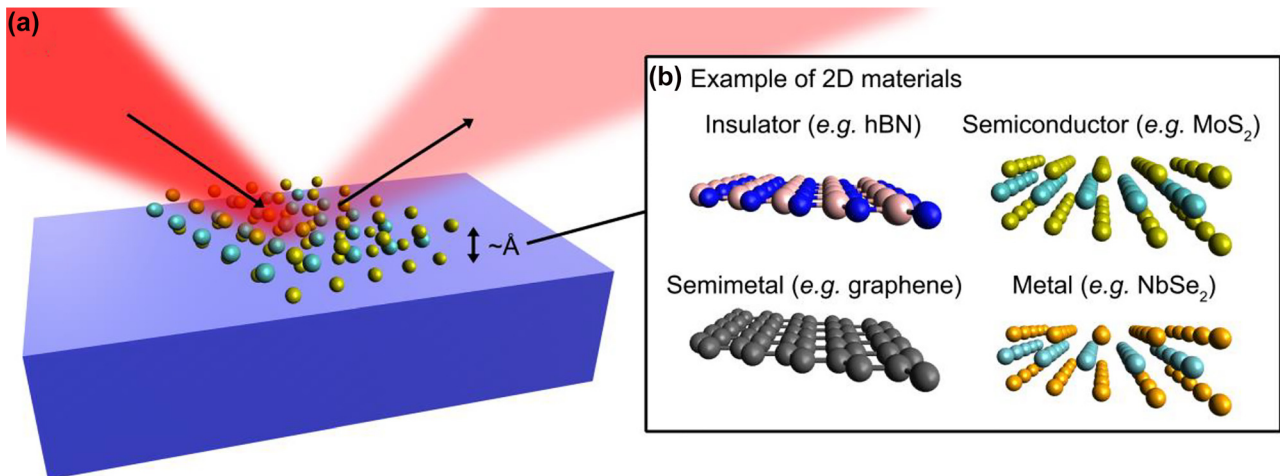 (a)
~Å
(b) Example of 2D materials
Insulator (e.g. hBN)
Semiconductor (e.g. MoS₂)
Semimetal (e.g. graphene)
Metal (e.g. NbSe₂)